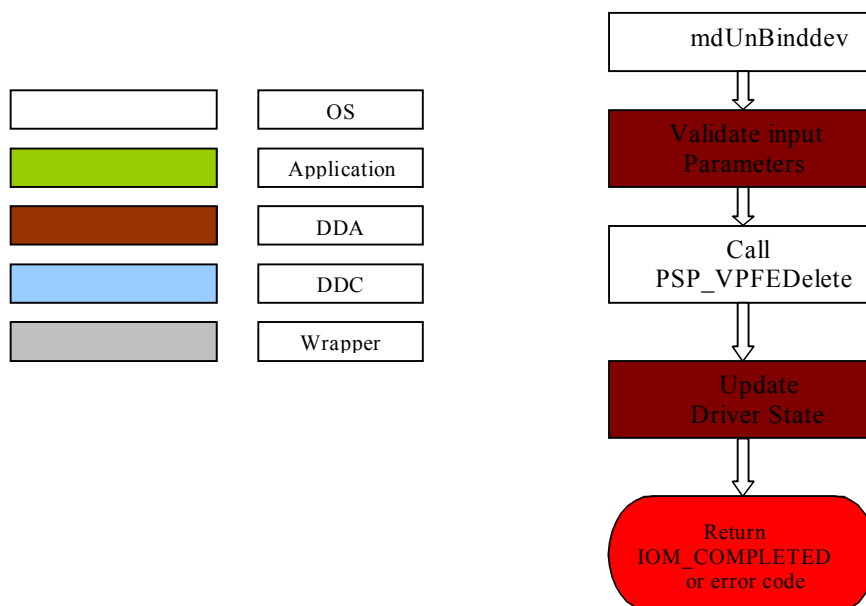 OS
Application
DDA
DDC
Wrapper
mdUnBinddev
Validate input
Parameters
Call
PSP_VPFEDelete
Update
Driver State
Return
IOM_COMPLETED
or error code